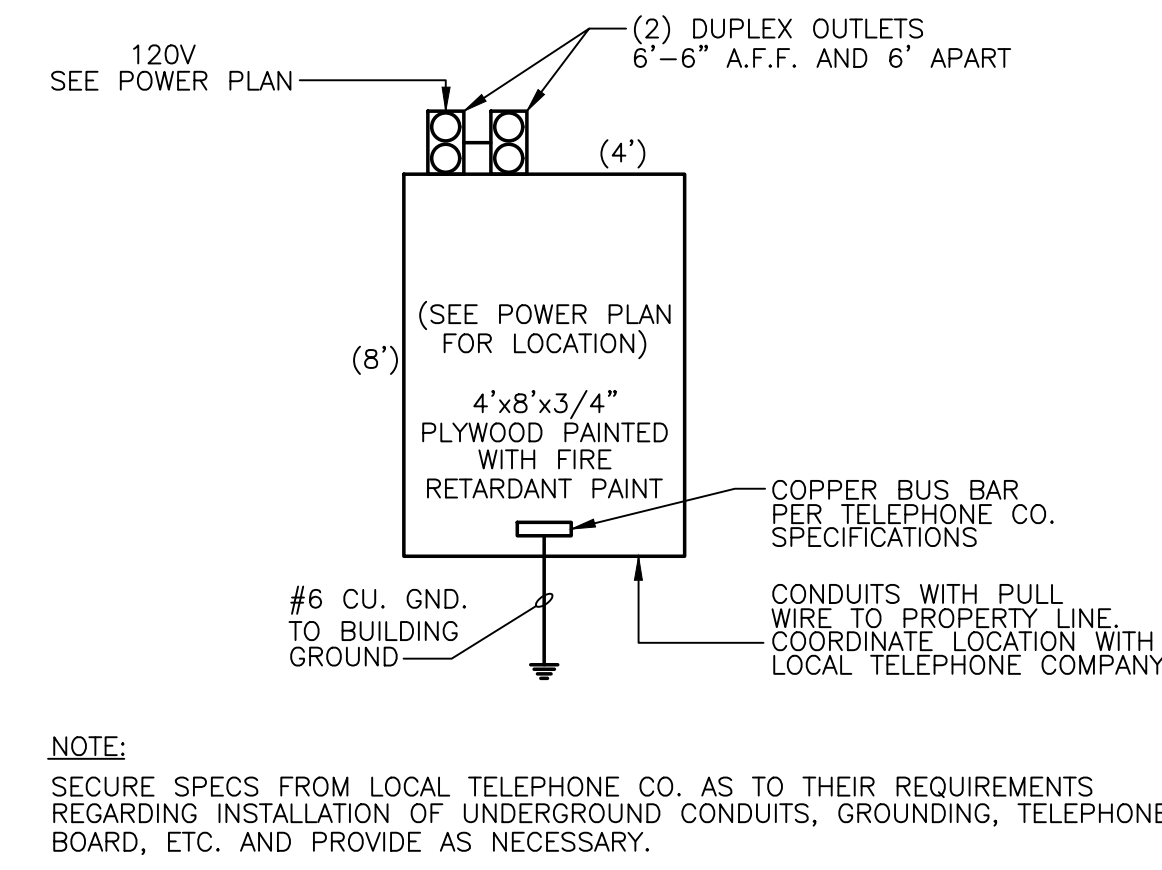 120V
SEE POWER PLAN
(2) DUPLEX OUTLETS
6'-6" A.F.F. AND 6' APART
(4')
(SEE POWER PLAN
FOR LOCATION)
(8')
4'x8'x3/4"
PLYWOOD PAINTED
WITH FIRE
RETARDANT PAINT
COPPER BUS BAR
PER TELEPHONE CO.
SPECIFICATIONS
#6 CU. GND.
TO BUILDING
GROUND
CONDUITS WITH PULL
WIRE TO PROPERTY LINE.
COORDINATE LOCATION WITH
LOCAL TELEPHONE COMPANY
NOTE:
SECURE SPECS FROM LOCAL TELEPHONE CO. AS TO THEIR REQUIREMENTS
REGARDING INSTALLATION OF UNDERGROUND CONDUITS, GROUNDING, TELEPHONE
BOARD, ETC. AND PROVIDE AS NECESSARY.